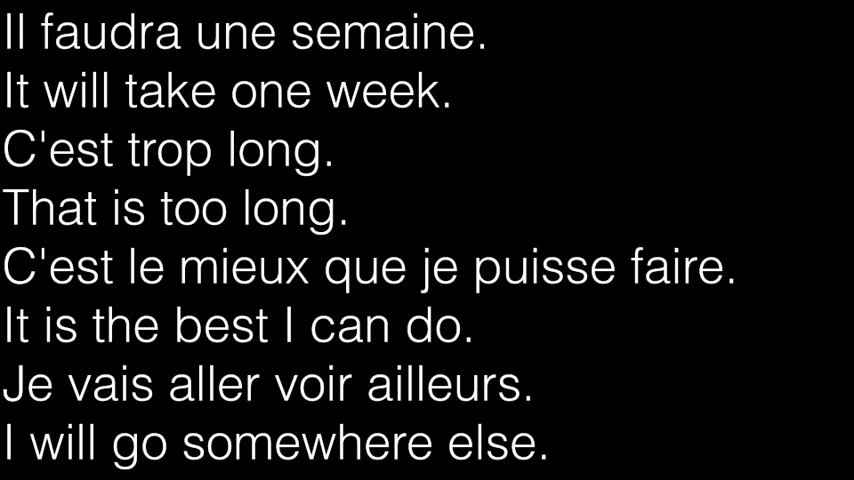 Il faudra une semaine.
It will take one week.
C'est trop long.
That is too long.
C'est le mieux que je puisse faire.
It is the best I can do.
Je vais aller voir ailleurs.
I will go somewhere else.